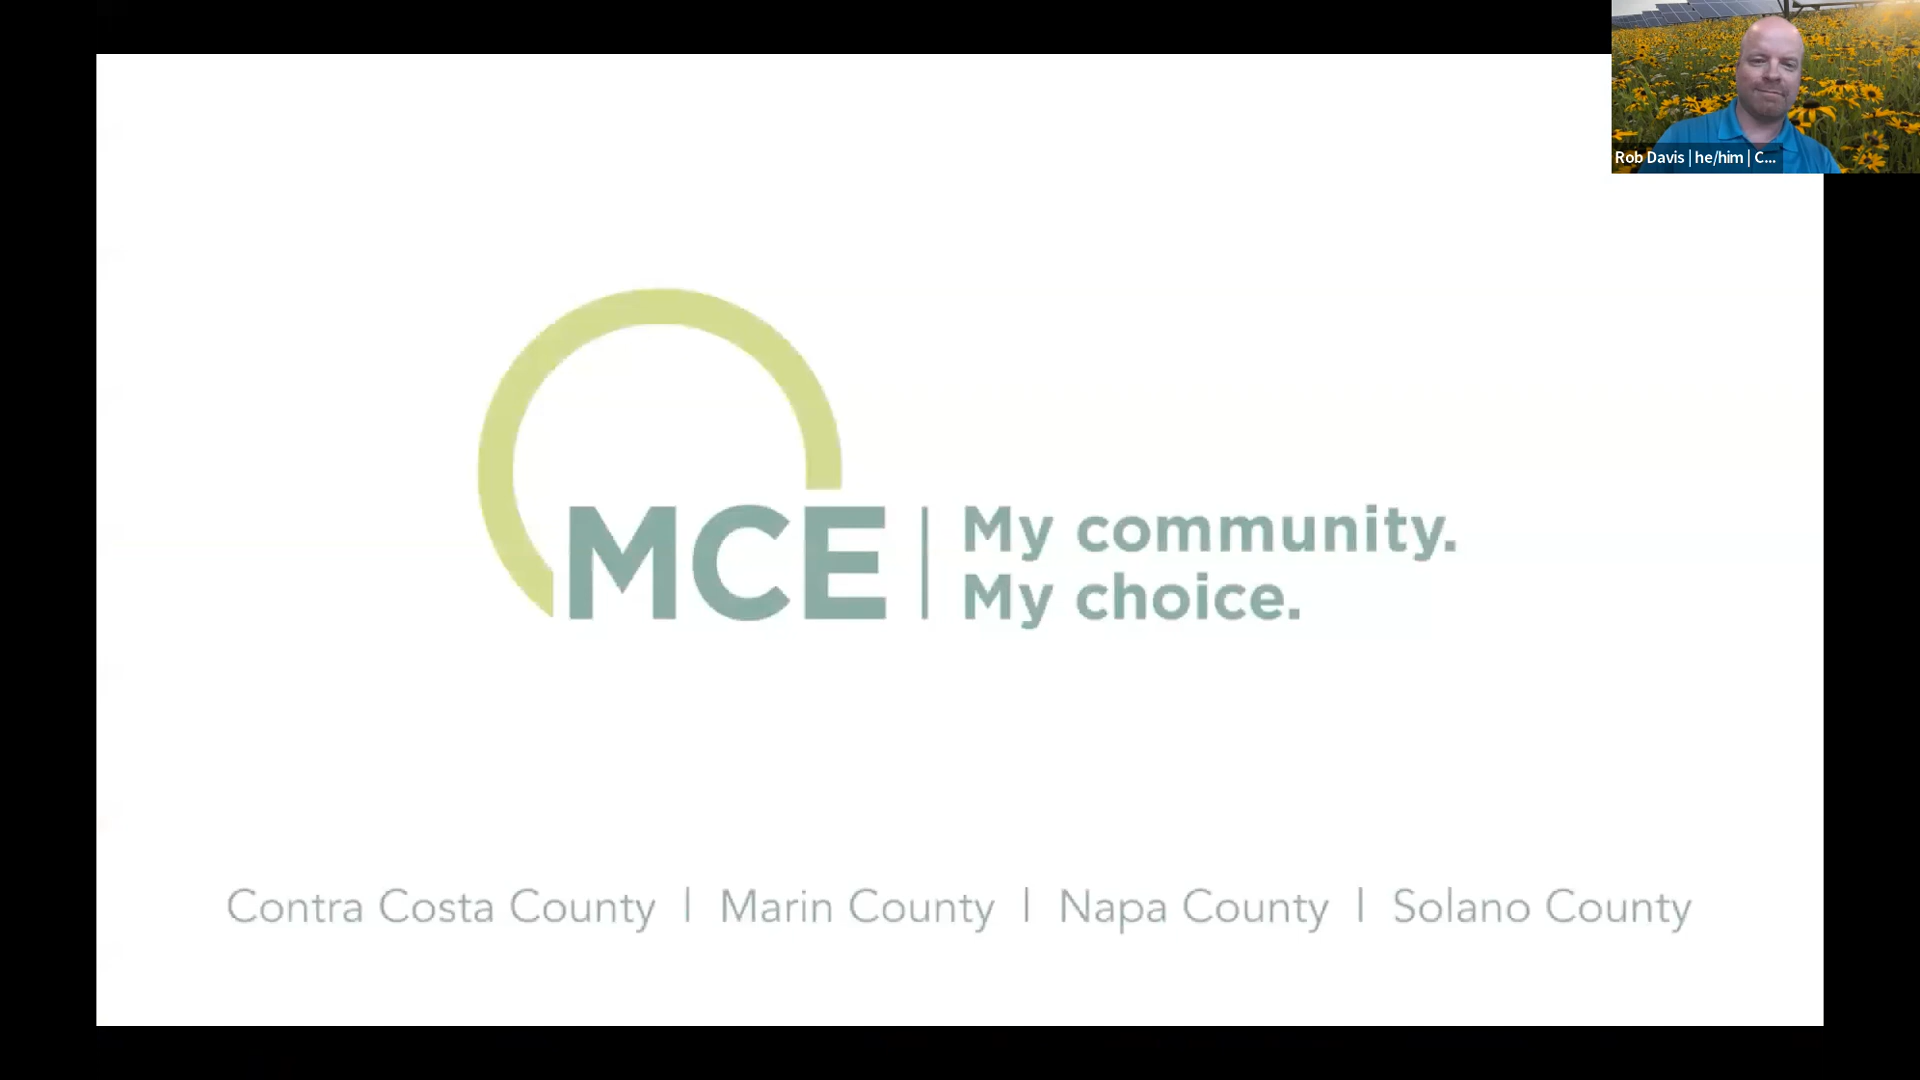 Rob Davis | he/him | C...
MCE | My community.
My choice.
Contra Costa County | Marin County | Napa County | Solano County